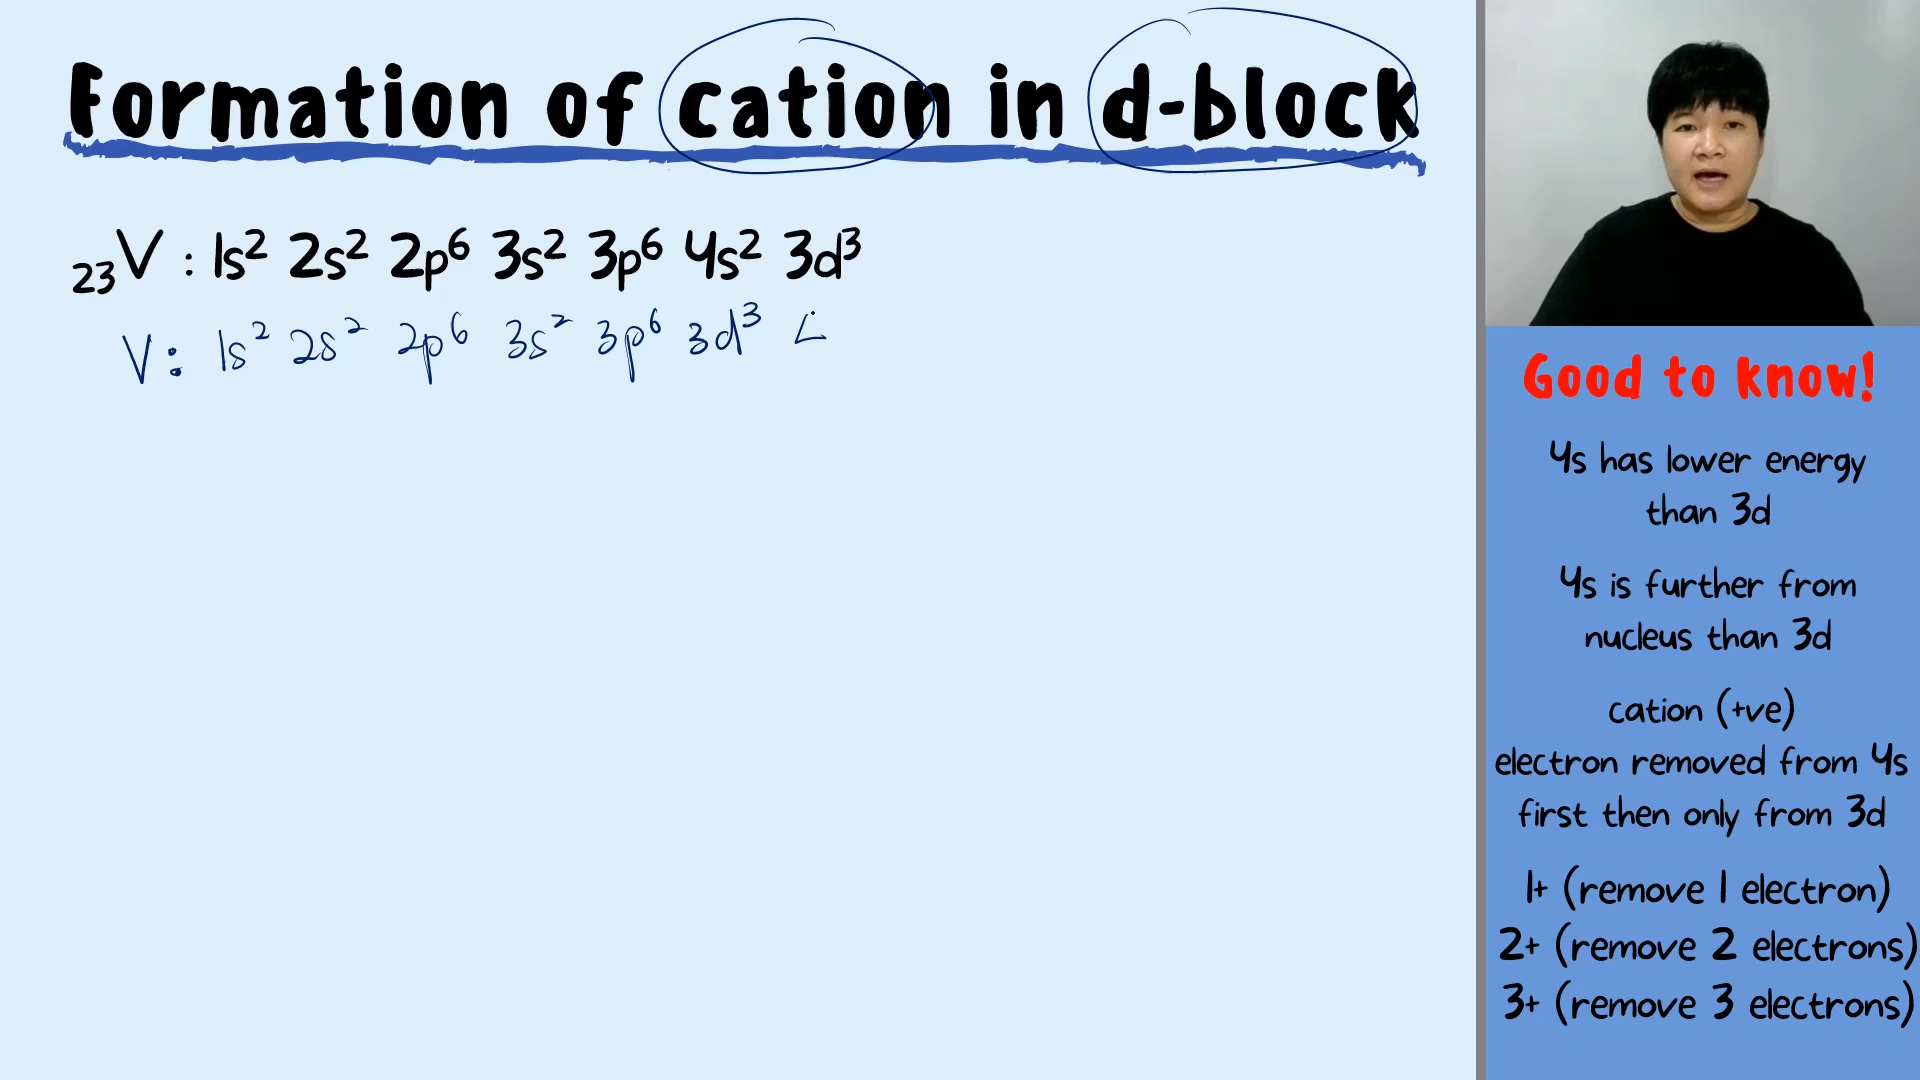 Formation of cation in d-block
₂₃V : 1s² 2s² 2p⁶ 3s² 3p⁶ 4s² 3d³
V: 1s² 2s² 2p⁶ 3s² 3p⁶ 3d³
Good to know!
4s has lower energy
than 3d
4s is further from
nucleus than 3d
cation (+ve)
electron removed from 4s
first then only from 3d
1+ (remove 1 electron)
2+ (remove 2 electrons)
3+ (remove 3 electrons)